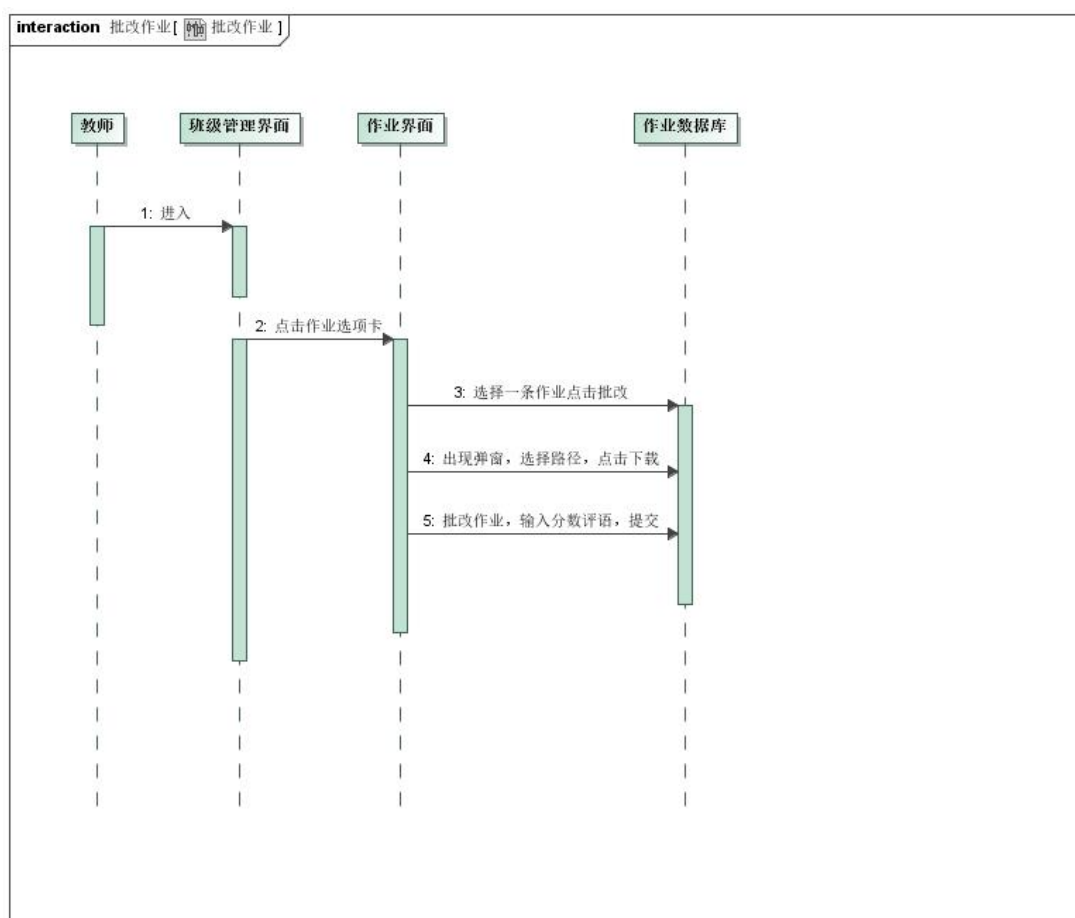 interaction 批改作业[ 批改作业 ]
教师 班级管理界面 作业界面 作业数据库
1: 进入
2: 点击作业选项卡
3: 选择一条作业点击批改
4: 出现弹窗，选择路径，点击下载
5: 批改作业，输入分数评语，提交